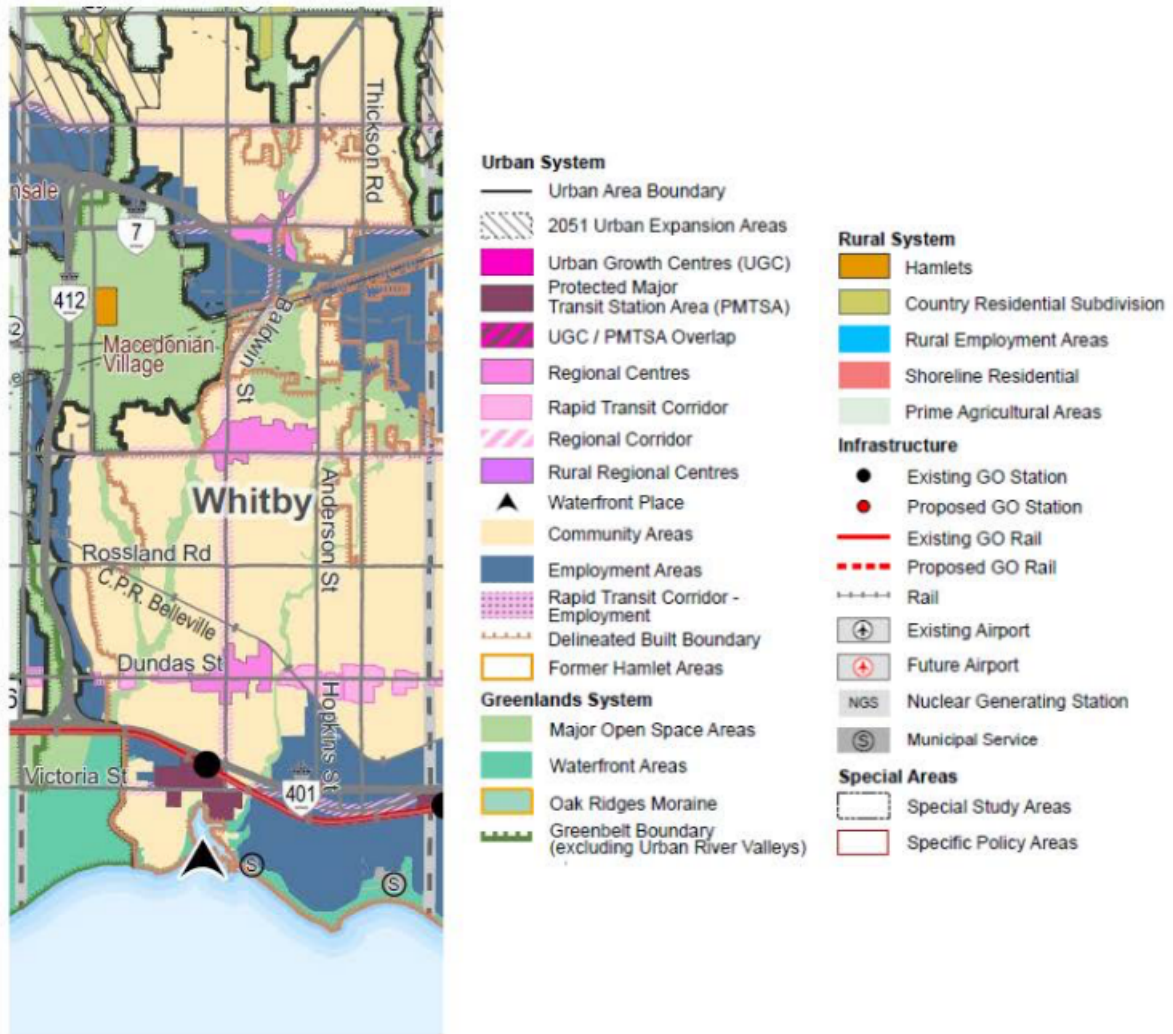 Thickson Rd
7
412
Macedonian
Village
Baldwin St
Whitby
Anderson St
Rossland Rd
C.P.R. Belleville
Dundas St
Hopkins St
Victoria St
401
S
S
Urban System
Urban Area Boundary
2051 Urban Expansion Areas
Urban Growth Centres (UGC)
Protected Major
Transit Station Area (PMTSA)
UGC / PMTSA Overlap
Regional Centres
Rapid Transit Corridor
Regional Corridor
Rural Regional Centres
Waterfront Place
Community Areas
Employment Areas
Rapid Transit Corridor -
Employment
Delineated Built Boundary
Former Hamlet Areas
Greenlands System
Major Open Space Areas
Waterfront Areas
Oak Ridges Moraine
Greenbelt Boundary
(excluding Urban River Valleys)
Rural System
Hamlets
Country Residential Subdivision
Rural Employment Areas
Shoreline Residential
Prime Agricultural Areas
Infrastructure
Existing GO Station
Proposed GO Station
Existing GO Rail
Proposed GO Rail
Rail
Existing Airport
Future Airport
NGS Nuclear Generating Station
S Municipal Service
Special Areas
Special Study Areas
Specific Policy Areas